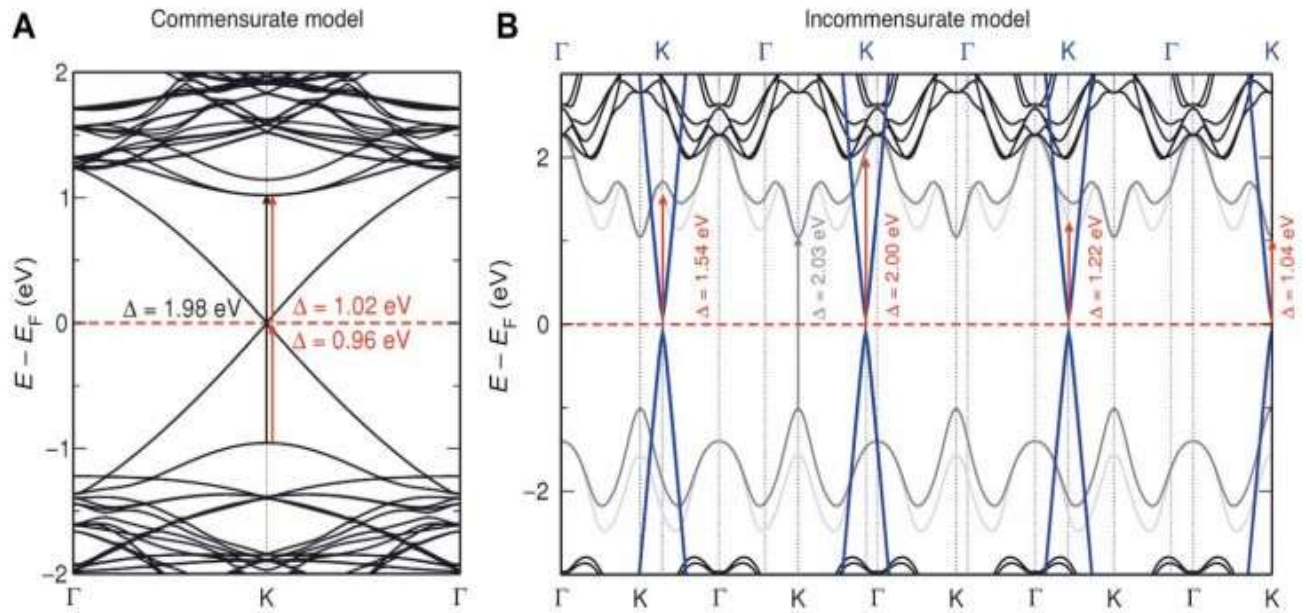 A
Commensurate model
E − E_F (eV)
2
1
0
−1
−2
Δ = 1.98 eV
Δ = 1.02 eV
Δ = 0.96 eV
Γ K Γ
B
Incommensurate model
Γ K Γ K Γ K Γ K
E − E_F (eV)
2
0
−2
Δ = 1.54 eV
Δ = 2.03 eV
Δ = 2.00 eV
Δ = 1.22 eV
Δ = 1.04 eV
Γ K Γ K Γ K Γ K Γ K